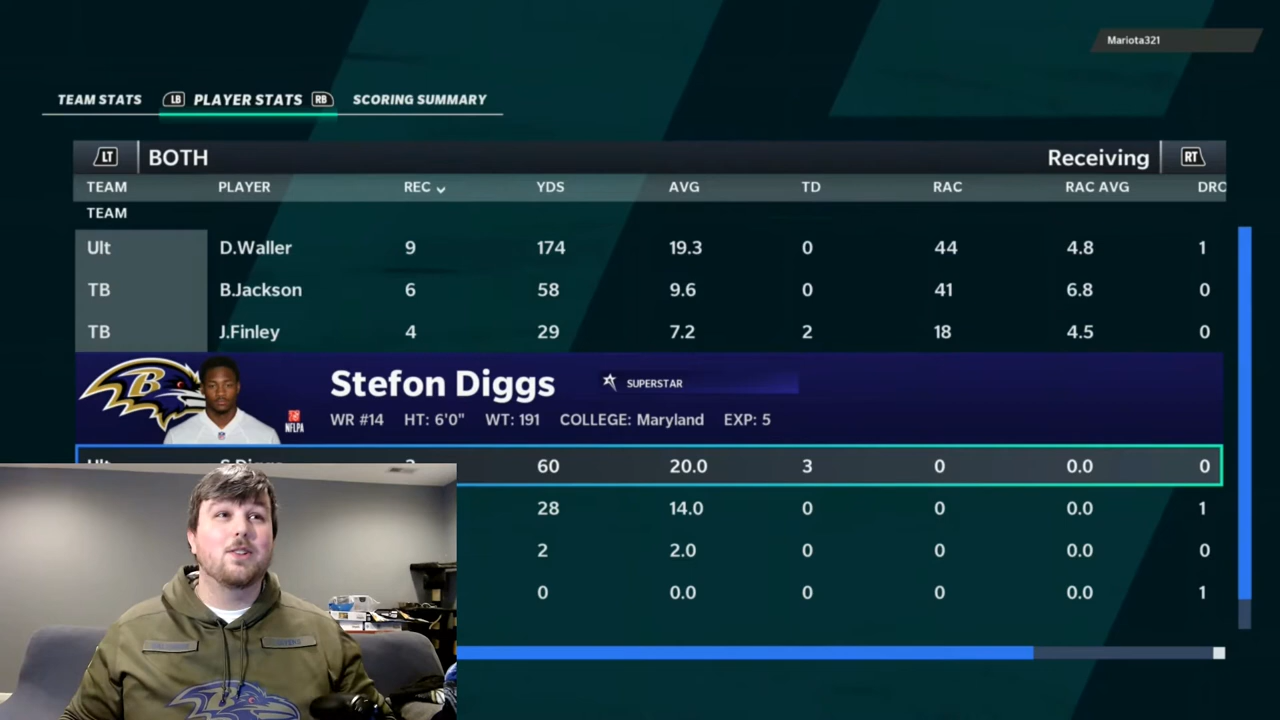 Mariota321
TEAM STATS LB PLAYER STATS RB SCORING SUMMARY
LT BOTH Receiving RT
TEAM PLAYER REC YDS AVG TD RAC RAC AVG DRO
TEAM
Ult D.Waller 9 174 19.3 0 44 4.8 1
TB B.Jackson 6 58 9.6 0 41 6.8 0
TB J.Finley 4 29 7.2 2 18 4.5 0
Stefon Diggs SUPERSTAR
WR #14 HT: 6'0" WT: 191 COLLEGE: Maryland EXP: 5
B
NFLPA
60 20.0 3 0 0.0 0
28 14.0 0 0 0.0 1
2 2.0 0 0 0.0 0
0 0.0 0 0 0.0 1